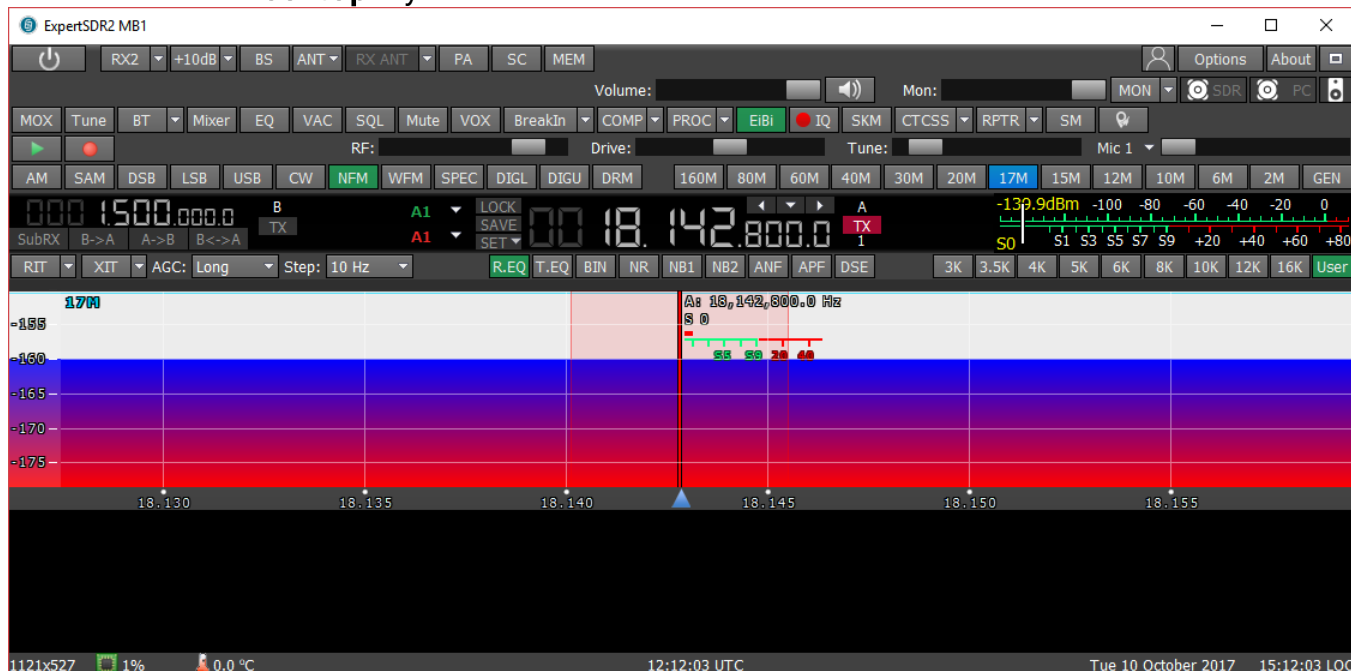 ExpertSDR2 MB1
RX2 +10dB BS ANT RX ANT PA SC MEM Options About
Volume: Mon: MON SDR PC
MOX Tune BT Mixer EQ VAC SQL Mute VOX BreakIn COMP PROC EiBi IQ SKM CTCSS RPTR SM
RF: Drive: Tune: Mic 1
AM SAM DSB LSB USB CW NFM WFM SPEC DIGL DIGU DRM 160M 80M 60M 40M 30M 20M 17M 15M 12M 10M 6M 2M GEN
000 1.500.000.0 B TX A1 A1 LOCK SAVE SET 00 18.142.800.0 A TX 1 -139.9dBm -100 -80 -60 -40 -20 0
SubRX B->A A->B B<->A S0 S1 S3 S5 S7 S9 +20 +40 +60 +80
RIT XIT AGC: Long Step: 10 Hz R.EQ T.EQ BIN NR NB1 NB2 ANF APF DSE 3K 3.5K 4K 5K 6K 8K 10K 12K 16K User
17M A: 18,142,800.0 Hz
-155 S 0
-160 S5 S9 20 40
-165
-170
-175
18.130 18.135 18.140 18.145 18.150 18.155
1121x527 1% 0.0 °C 12:12:03 UTC Tue 10 October 2017 15:12:03 LOC